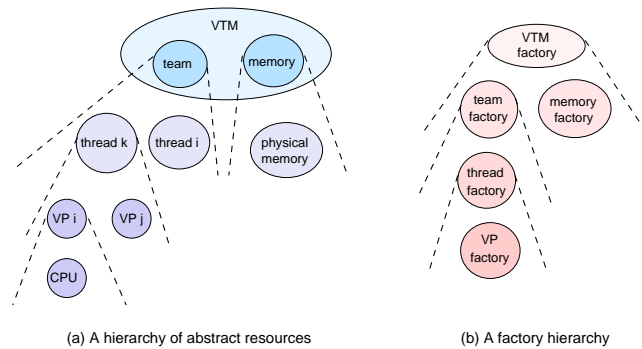 VTM
team
memory
thread k
thread i
physical
memory
VP i
VP j
CPU
(a) A hierarchy of abstract resources
VTM
factory
team
factory
memory
factory
thread
factory
VP
factory
(b) A factory hierarchy